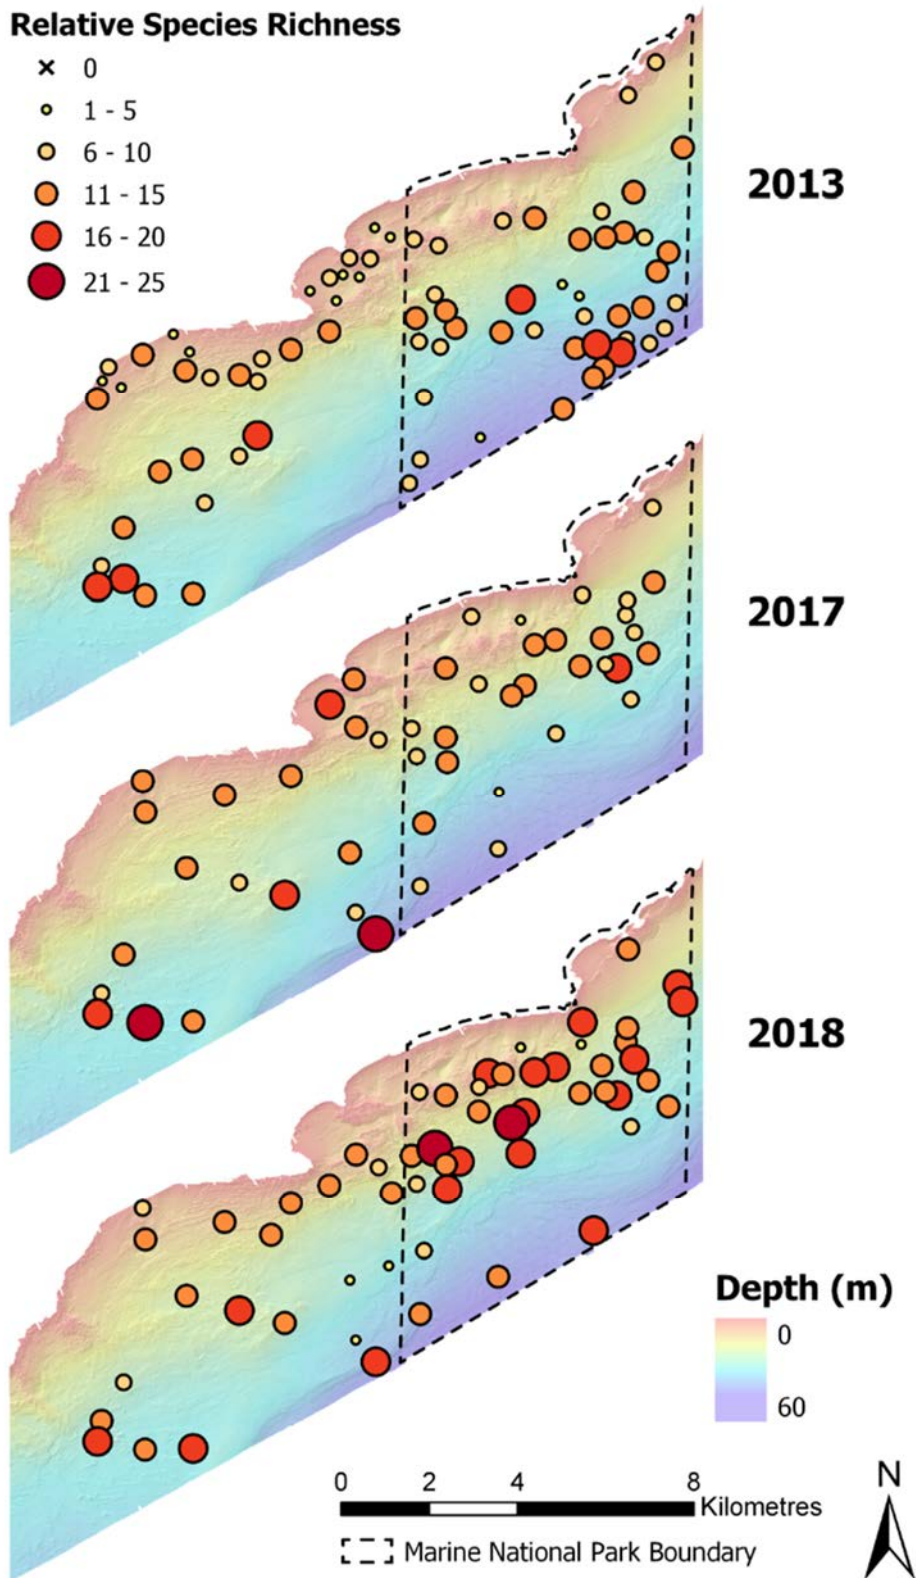 Relative Species Richness
0
1 - 5
6 - 10
11 - 15
16 - 20
21 - 25
2013
2017
2018
Depth (m)
0
60
0 2 4 8
Kilometres
N
Marine National Park Boundary